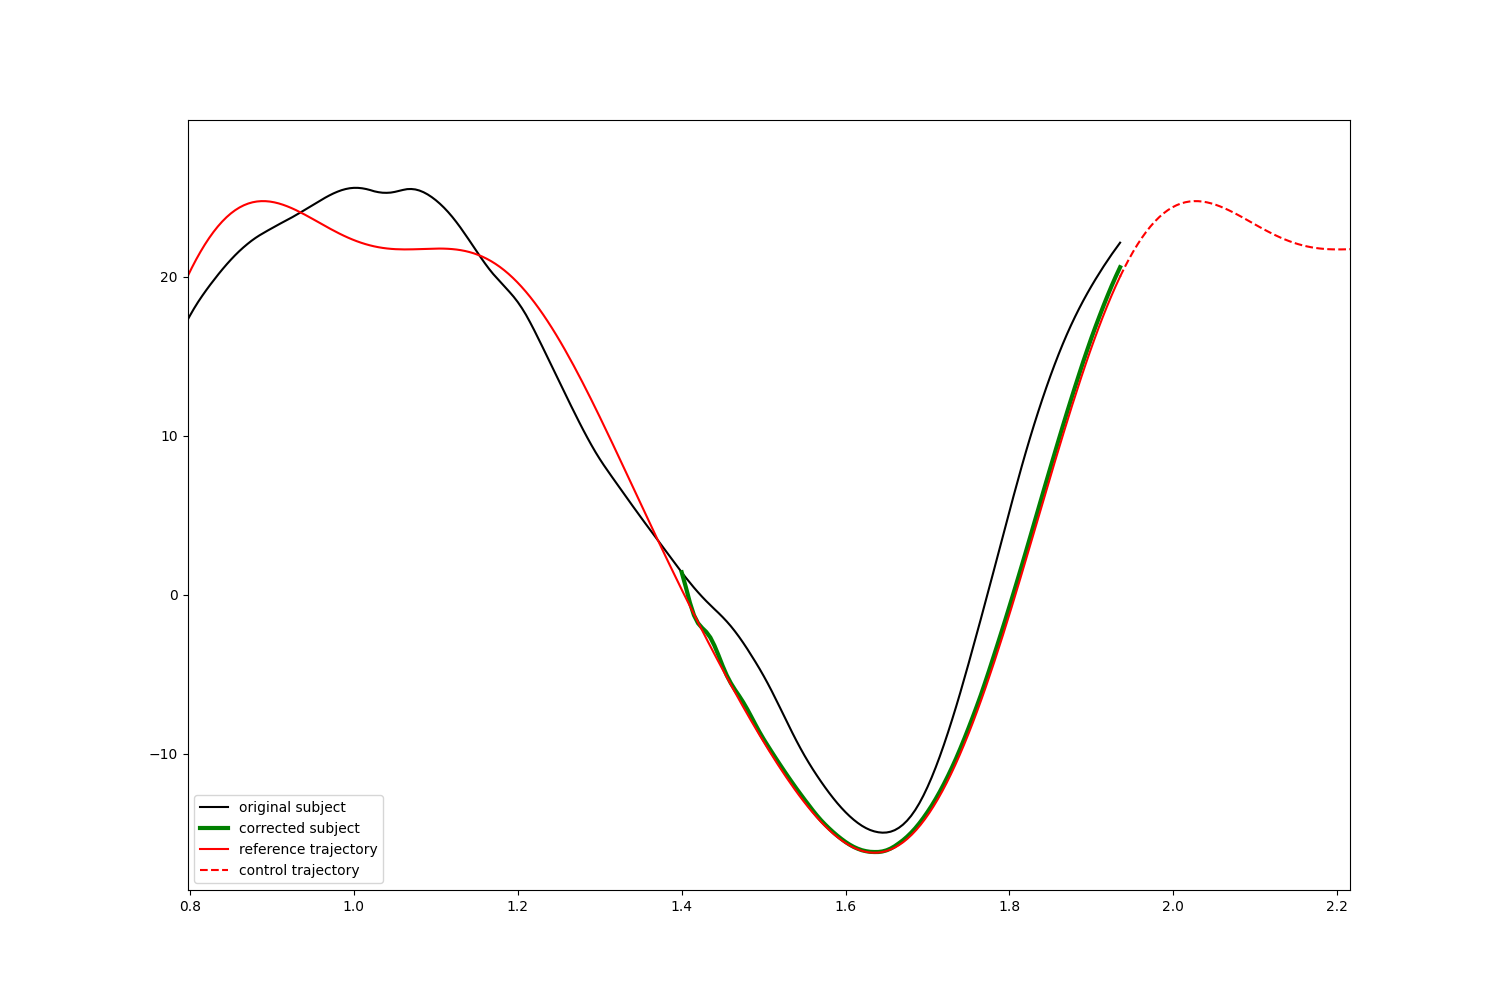 20
10
0
−10
original subject
corrected subject
reference trajectory
control trajectory
0.8 1.0 1.2 1.4 1.6 1.8 2.0 2.2